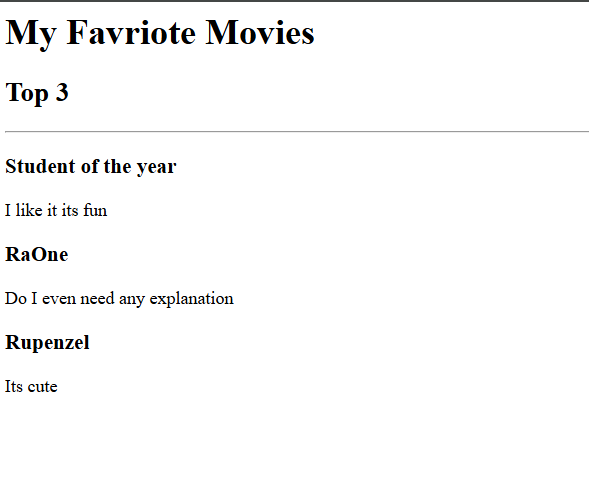 My Favriote Movies
Top 3
Student of the year
I like it its fun
RaOne
Do I even need any explanation
Rupenzel
Its cute